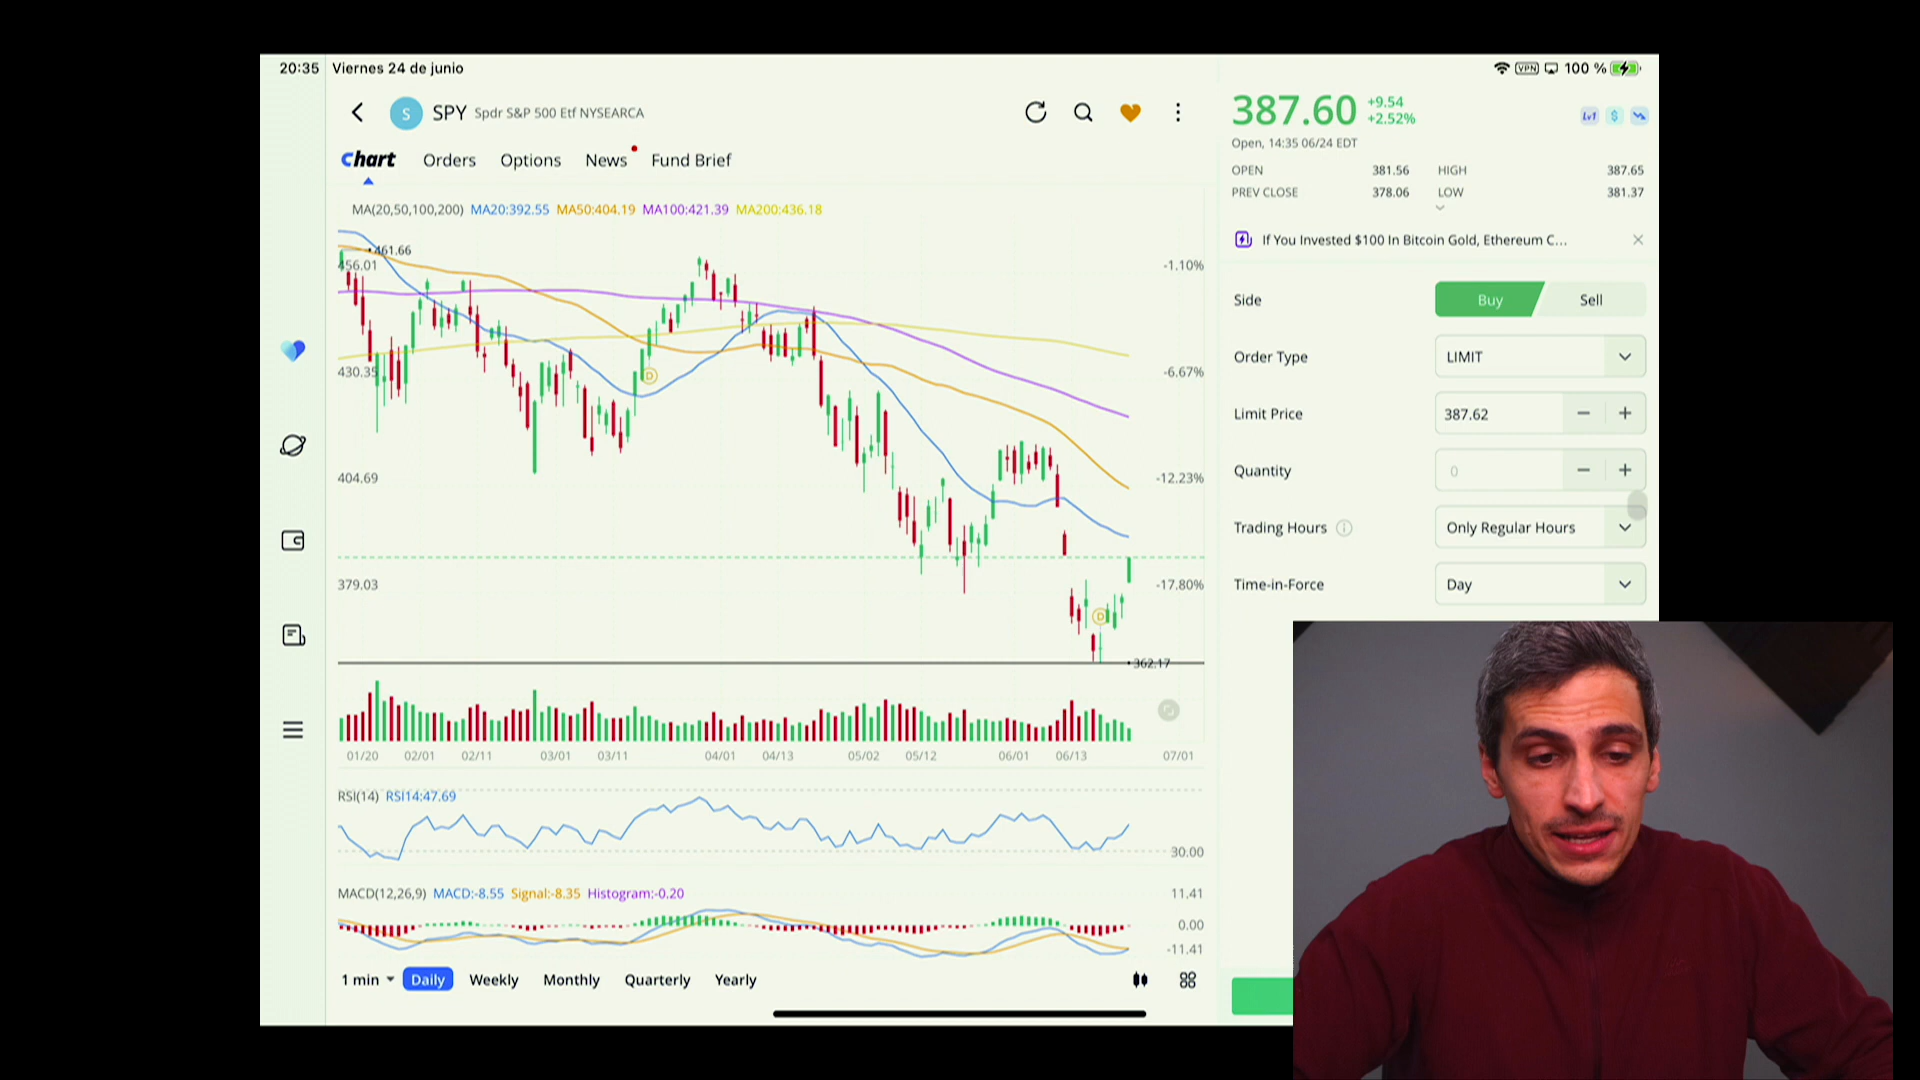 20:35 Viernes 24 de junio
VPN 100 %
S SPY Spdr S&P 500 Etf NYSEARCA
Chart Orders Options News Fund Brief
MA(20,50,100,200) MA20:392.55 MA50:404.19 MA100:421.39 MA200:436.18
461.66
456.01 -1.10%
430.35 -6.67%
D
404.69 -12.23%
379.03 -17.80%
D
362.17
01/20 02/01 02/11 03/01 03/11 04/01 04/13 05/02 05/12 06/01 06/13 07/01
RSI(14) RSI14:47.69
30.00
MACD(12,26,9) MACD:-8.55 Signal:-8.35 Histogram:-0.20
11.41
0.00
-11.41
1 min Daily Weekly Monthly Quarterly Yearly
387.60 +9.54
+2.52%
Lv1 $
Open, 14:35 06/24 EDT
OPEN 381.56 HIGH 387.65
PREV CLOSE 378.06 LOW 381.37
If You Invested $100 In Bitcoin Gold, Ethereum C...
Side Buy Sell
Order Type LIMIT
Limit Price 387.62
Quantity 0
Trading Hours Only Regular Hours
Time-in-Force Day